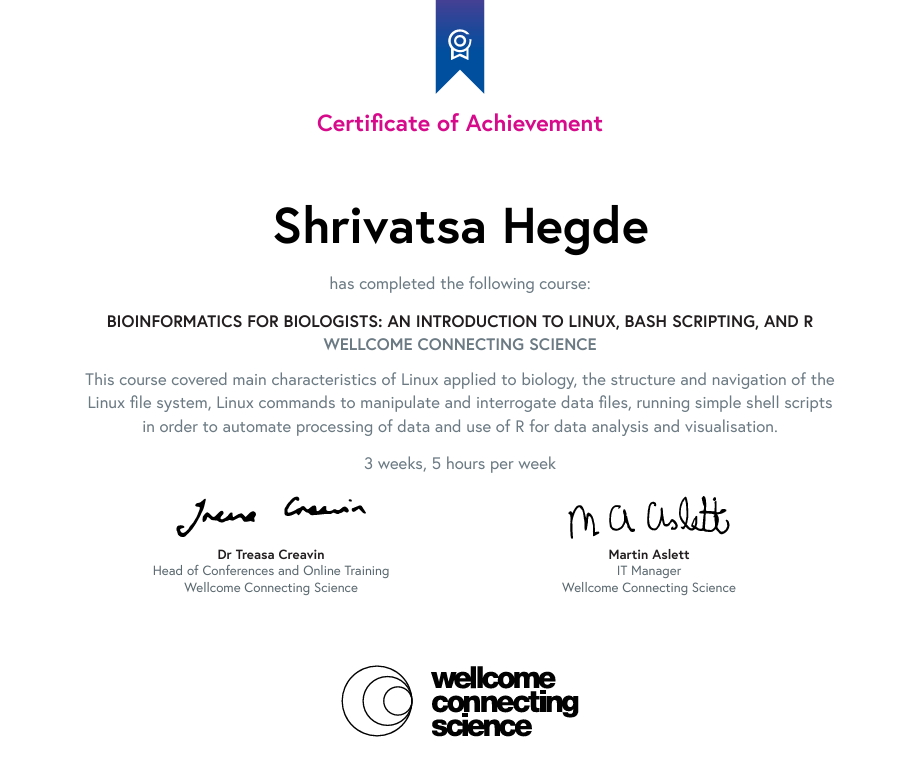 Certificate of Achievement
Shrivatsa Hegde
has completed the following course:
BIOINFORMATICS FOR BIOLOGISTS: AN INTRODUCTION TO LINUX, BASH SCRIPTING, AND R
WELLCOME CONNECTING SCIENCE
This course covered main characteristics of Linux applied to biology, the structure and navigation of the
Linux file system, Linux commands to manipulate and interrogate data files, running simple shell scripts
in order to automate processing of data and use of R for data analysis and visualisation.
3 weeks, 5 hours per week
Treasa Creavin
M A Aslett
Dr Treasa Creavin
Head of Conferences and Online Training
Wellcome Connecting Science
Martin Aslett
IT Manager
Wellcome Connecting Science
wellcome
connecting
science